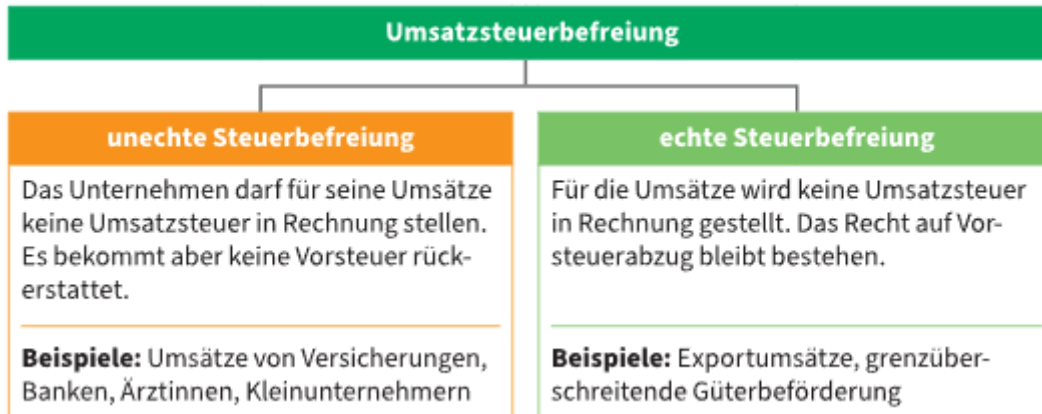 Umsatzsteuerbefreiung
unechte Steuerbefreiung
Das Unternehmen darf für seine Umsätze
keine Umsatzsteuer in Rechnung stellen.
Es bekommt aber keine Vorsteuer rück-
erstattet.
Beispiele: Umsätze von Versicherungen,
Banken, Ärztinnen, Kleinunternehmern
echte Steuerbefreiung
Für die Umsätze wird keine Umsatzsteuer
in Rechnung gestellt. Das Recht auf Vor-
steuerabzug bleibt bestehen.
Beispiele: Exportumsätze, grenzüber-
schreitende Güterbeförderung